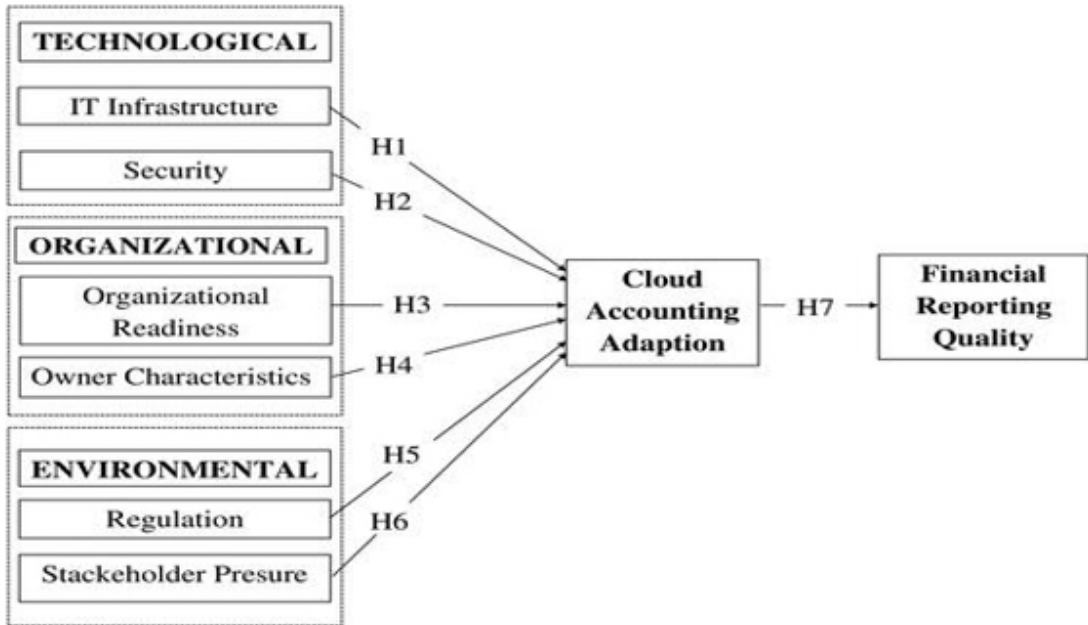 TECHNOLOGICAL
IT Infrastructure
Security
H1
H2
ORGANIZATIONAL
Organizational
Readiness
Owner Characteristics
H3
H4
ENVIRONMENTAL
Regulation
Stackeholder Presure
H5
H6
Cloud
Accounting
Adaption
H7
Financial
Reporting
Quality